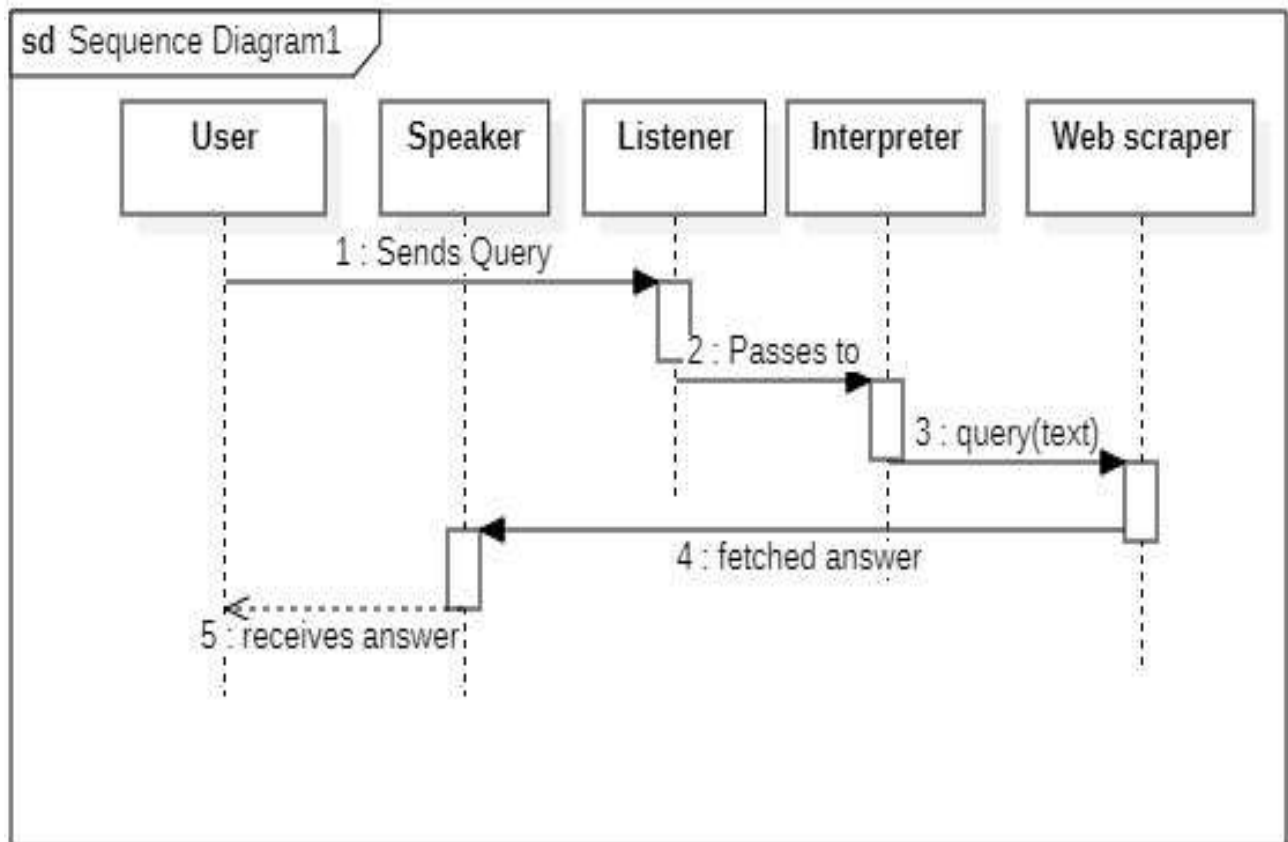 sd Sequence Diagram1
User
Speaker
Listener
Interpreter
Web scraper
1 : Sends Query
2 : Passes to
3 : query(text)
4 : fetched answer
5 : receives answer